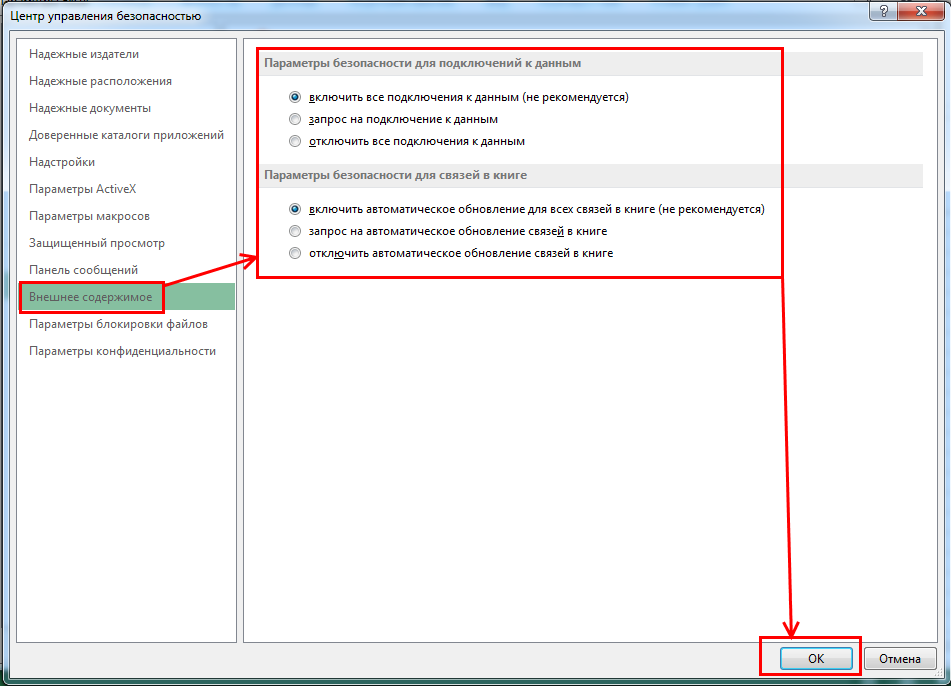 Центр управления безопасностью
?
Надежные издатели
Надежные расположения
Надежные документы
Доверенные каталоги приложений
Надстройки
Параметры ActiveX
Параметры макросов
Защищенный просмотр
Панель сообщений
Внешнее содержимое
Параметры блокировки файлов
Параметры конфиденциальности
Параметры безопасности для подключений к данным
включить все подключения к данным (не рекомендуется)
запрос на подключение к данным
отключить все подключения к данным
Параметры безопасности для связей в книге
включить автоматическое обновление для всех связей в книге (не рекомендуется)
запрос на автоматическое обновление связей в книге
отключить автоматическое обновление связей в книге
ОК
Отмена